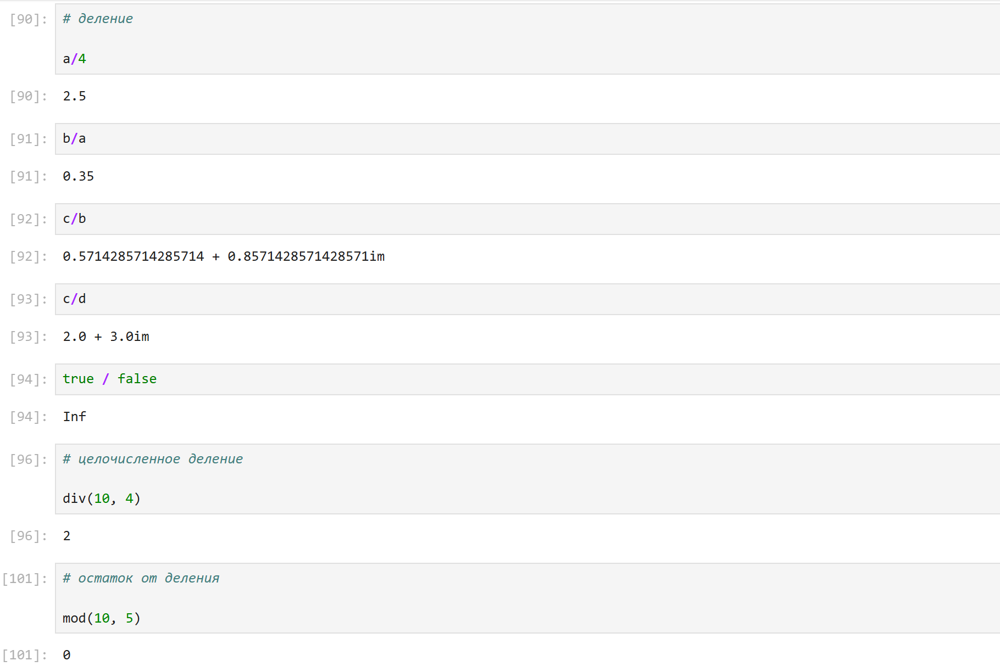 [90]: # деление
a/4
[90]: 2.5
[91]: b/a
[91]: 0.35
[92]: c/b
[92]: 0.5714285714285714 + 0.8571428571428571im
[93]: c/d
[93]: 2.0 + 3.0im
[94]: true / false
[94]: Inf
[96]: # целочисленное деление
div(10, 4)
[96]: 2
[101]: # остаток от деления
mod(10, 5)
[101]: 0